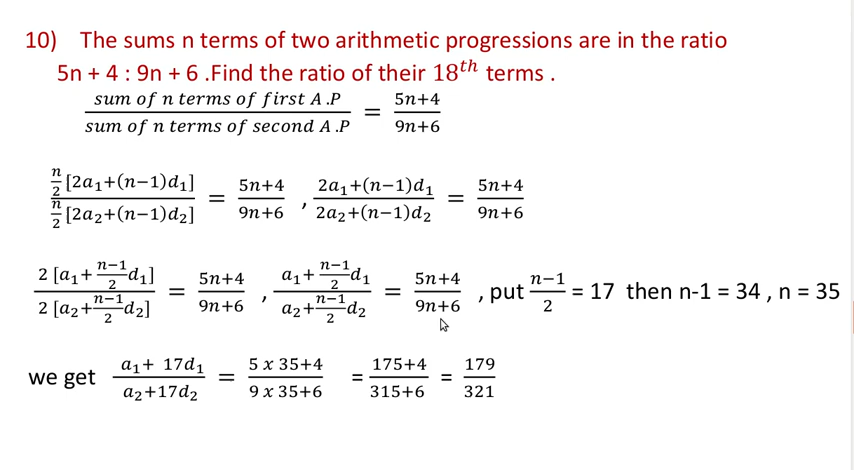 10) The sums n terms of two arithmetic progressions are in the ratio
5n + 4 : 9n + 6 .Find the ratio of their 18^th terms .
(sum of n terms of first A .P)/(sum of n terms of second A .P) = (5n+4)/(9n+6)
(n/2 [2a₁+(n−1)d₁])/(n/2 [2a₂+(n−1)d₂]) = (5n+4)/(9n+6) , (2a₁+(n−1)d₁)/(2a₂+(n−1)d₂) = (5n+4)/(9n+6)
(2 [a₁+ (n−1)/2 d₁])/(2 [a₂+ (n−1)/2 d₂]) = (5n+4)/(9n+6) , (a₁+ (n−1)/2 d₁)/(a₂+ (n−1)/2 d₂) = (5n+4)/(9n+6) , put (n−1)/2 = 17 then n-1 = 34 , n = 35
we get (a₁+ 17d₁)/(a₂+17d₂) = (5 x 35+4)/(9 x 35+6) = (175+4)/(315+6) = 179/321